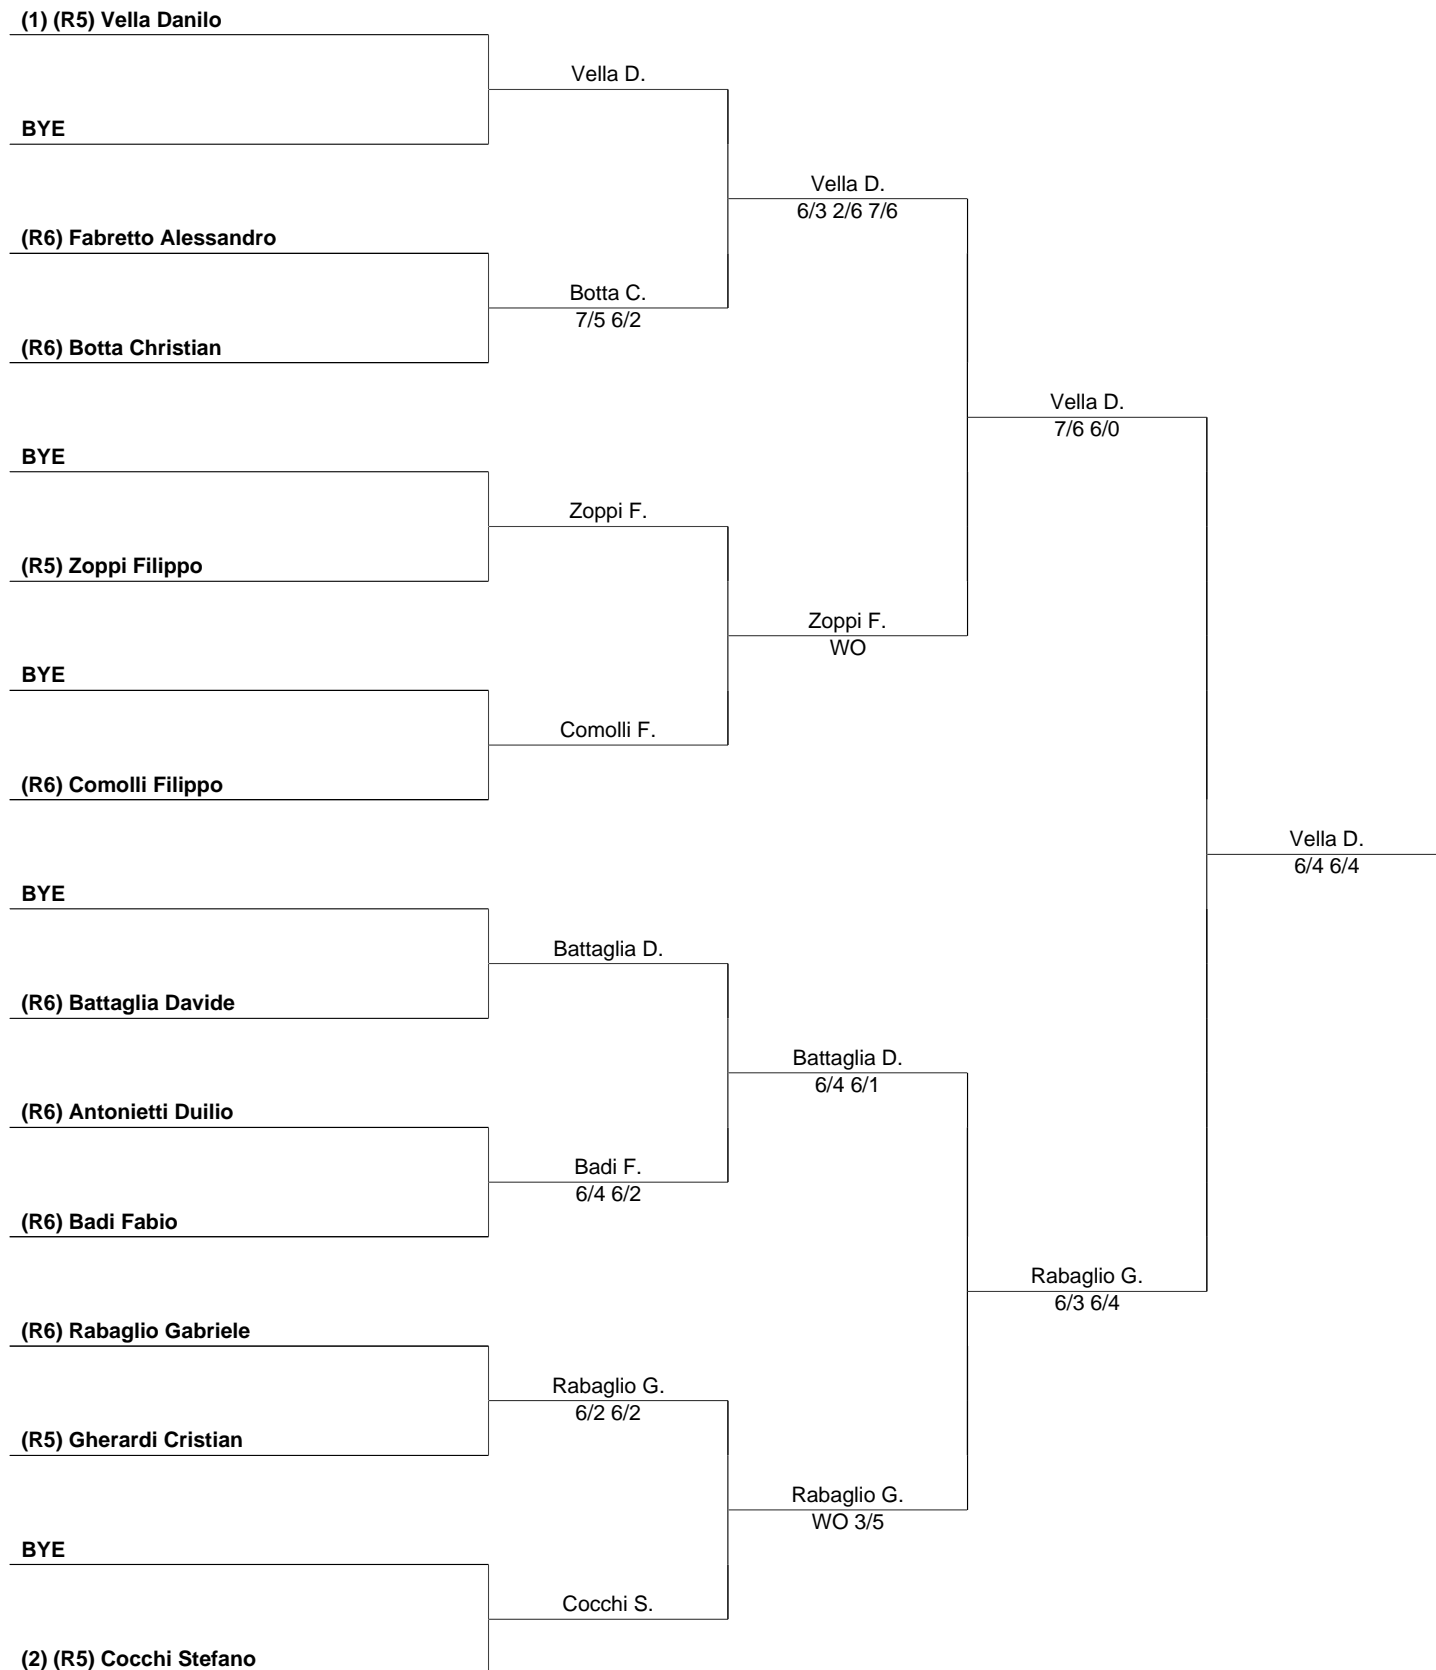 (1) (R5) Vella Danilo
Vella D.
BYE
Vella D.
6/3 2/6 7/6
(R6) Fabretto Alessandro
Botta C.
7/5 6/2
(R6) Botta Christian
Vella D.
7/6 6/0
BYE
Zoppi F.
(R5) Zoppi Filippo
Zoppi F.
WO
BYE
Comolli F.
(R6) Comolli Filippo
Vella D.
6/4 6/4
BYE
Battaglia D.
(R6) Battaglia Davide
Battaglia D.
6/4 6/1
(R6) Antonietti Duilio
Badi F.
6/4 6/2
(R6) Badi Fabio
Rabaglio G.
6/3 6/4
(R6) Rabaglio Gabriele
Rabaglio G.
6/2 6/2
(R5) Gherardi Cristian
Rabaglio G.
WO 3/5
BYE
Cocchi S.
(2) (R5) Cocchi Stefano